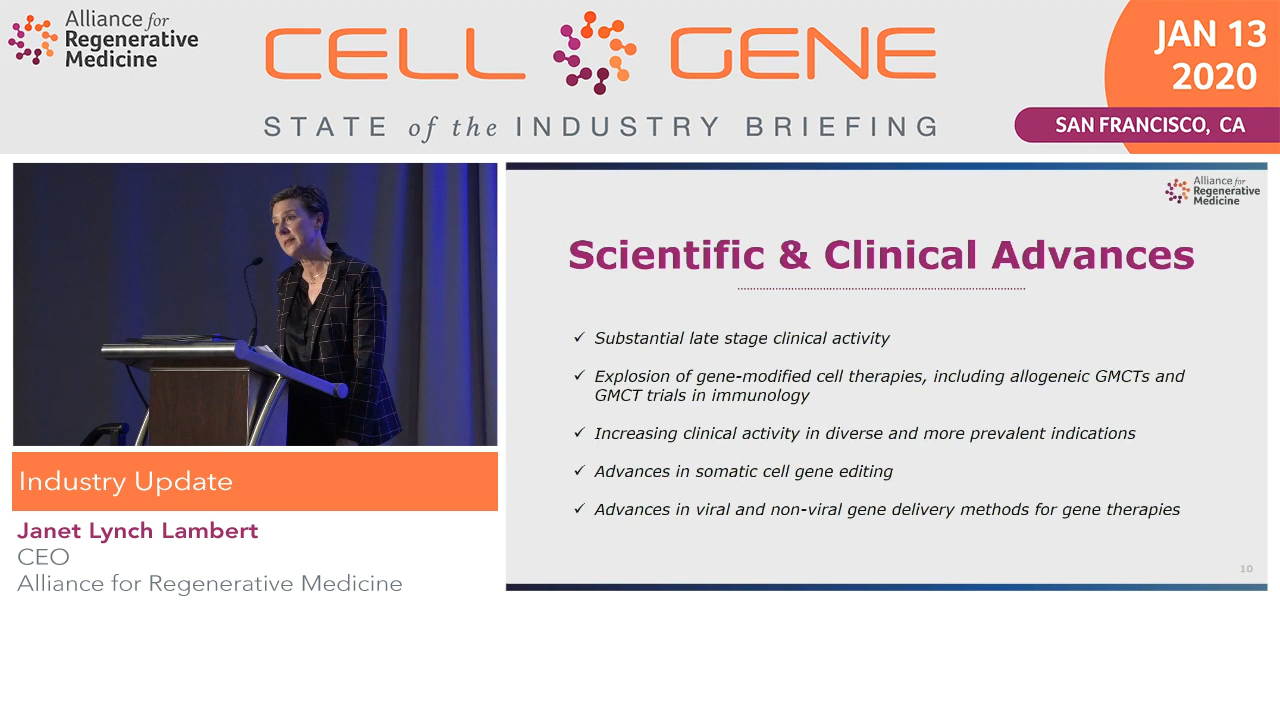 Alliance for
Regenerative
Medicine
CELL GENE
STATE of the INDUSTRY BRIEFING
JAN 13
2020
SAN FRANCISCO, CA
Alliance for
Regenerative
Medicine
Scientific & Clinical Advances
✓ Substantial late stage clinical activity
✓ Explosion of gene-modified cell therapies, including allogeneic GMCTs and
GMCT trials in immunology
✓ Increasing clinical activity in diverse and more prevalent indications
✓ Advances in somatic cell gene editing
✓ Advances in viral and non-viral gene delivery methods for gene therapies
10
Industry Update
Janet Lynch Lambert
CEO
Alliance for Regenerative Medicine